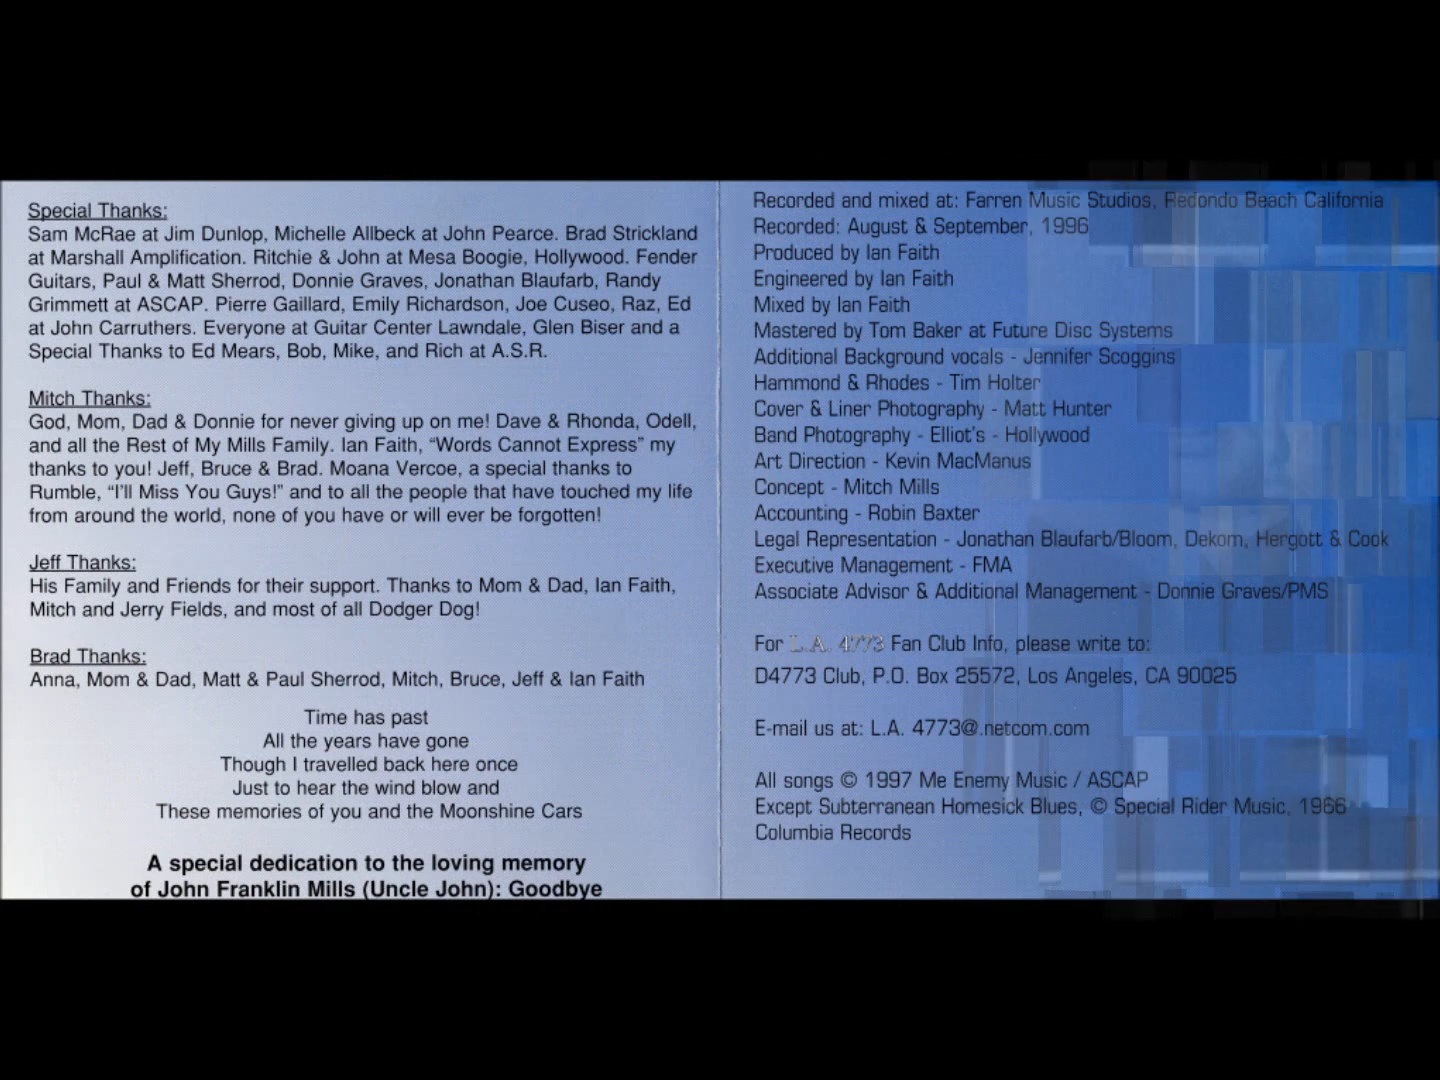 Special Thanks:
Sam McRae at Jim Dunlop, Michelle Allbeck at John Pearce. Brad Strickland
at Marshall Amplification. Ritchie & John at Mesa Boogie, Hollywood. Fender
Guitars, Paul & Matt Sherrod, Donnie Graves, Jonathan Blaufarb, Randy
Grimmett at ASCAP. Pierre Gaillard, Emily Richardson, Joe Cuseo, Raz, Ed
at John Carruthers. Everyone at Guitar Center Lawndale, Glen Biser and a
Special Thanks to Ed Mears, Bob, Mike, and Rich at A.S.R.
Mitch Thanks:
God, Mom, Dad & Donnie for never giving up on me! Dave & Rhonda, Odell,
and all the Rest of My Mills Family. Ian Faith, “Words Cannot Express” my
thanks to you! Jeff, Bruce & Brad. Moana Vercoe, a special thanks to
Rumble, “I’ll Miss You Guys!” and to all the people that have touched my life
from around the world, none of you have or will ever be forgotten!
Jeff Thanks:
His Family and Friends for their support. Thanks to Mom & Dad, Ian Faith,
Mitch and Jerry Fields, and most of all Dodger Dog!
Brad Thanks:
Anna, Mom & Dad, Matt & Paul Sherrod, Mitch, Bruce, Jeff & Ian Faith
Time has past
All the years have gone
Though I travelled back here once
Just to hear the wind blow and
These memories of you and the Moonshine Cars
A special dedication to the loving memory
of John Franklin Mills (Uncle John): Goodbye
Recorded and mixed at: Farren Music Studios, Redondo Beach California
Recorded: August & September, 1996
Produced by Ian Faith
Engineered by Ian Faith
Mixed by Ian Faith
Mastered by Tom Baker at Future Disc Systems
Additional Background vocals - Jennifer Scoggins
Hammond & Rhodes - Tim Holter
Cover & Liner Photography - Matt Hunter
Band Photography - Elliot's - Hollywood
Art Direction - Kevin MacManus
Concept - Mitch Mills
Accounting - Robin Baxter
Legal Representation - Jonathan Blaufarb/Bloom, Dekom, Hergott & Cook
Executive Management - FMA
Associate Advisor & Additional Management - Donnie Graves/PMS
For L.A. 4773 Fan Club Info, please write to:
D4773 Club, P.O. Box 25572, Los Angeles, CA 90025
E-mail us at: L.A. 4773@.netcom.com
All songs © 1997 Me Enemy Music / ASCAP
Except Subterranean Homesick Blues, © Special Rider Music, 1966
Columbia Records